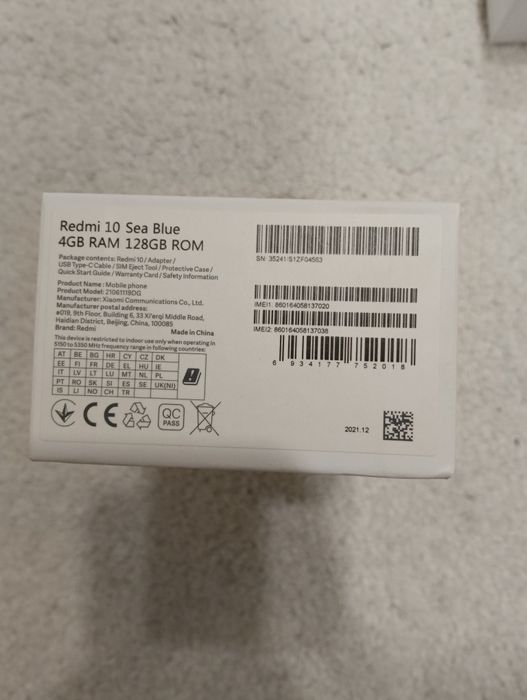 Redmi 10 Sea Blue
4GB RAM 128GB ROM
Package contents: Redmi 10 / Adapter /
USB Type-C Cable / SIM Eject Tool / Protective Case /
Quick Start Guide / Warranty Card / Safety Information
Product Name: Mobile phone
Product Model: 21061119DG
Manufacturer: Xiaomi Communications Co., Ltd.
Manufacturer postal address:
#019, 9th Floor, Building 6, 33 Xi'erqi Middle Road,
Haidian District, Beijing, China, 100085
Brand: Redmi
Made in China
This device is restricted to indoor use only when operating in
5150 to 5350 MHz frequency range in following countries:
AT BE BG HR CY CZ DK
EE FI FR DE EL HU IE
IT LV LT LU MT NL PL
PT RO SK SI ES SE UK(NI)
IS LI NO CH TR
CE
QC
PASS
SN: 35241/S1ZF04563
IMEI1: 860164058137020
IMEI2: 860164058137038
6 934177 752018
2021.12